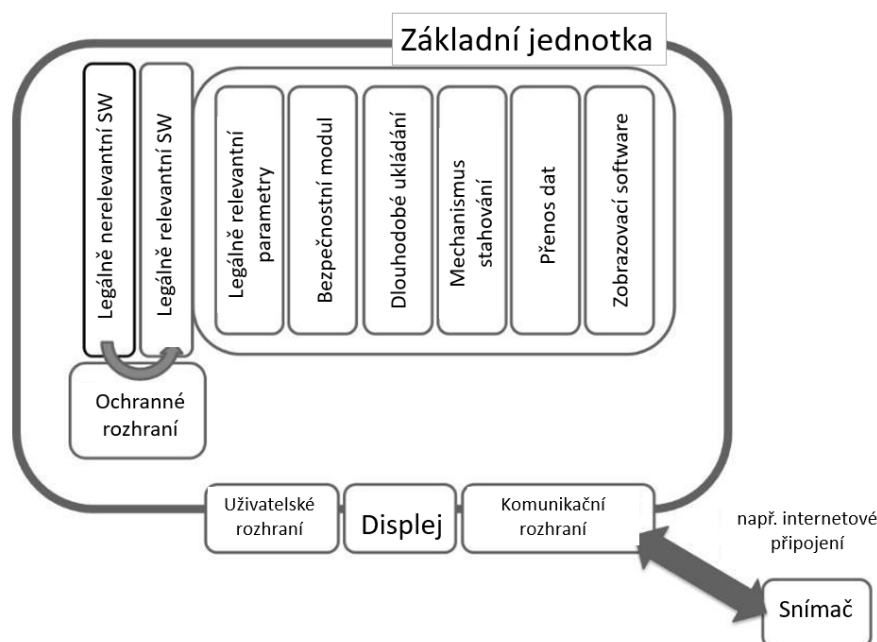 Základní jednotka
Legálně nerelevantní SW
Legálně relevantní SW
Legálně relevantní
parametry
Bezpečnostní modul
Dlouhodobé ukládání
Mechanismus
stahování
Přenos dat
Zobrazovací software
Ochranné
rozhraní
Uživatelské
rozhraní
Displej
Komunikační
rozhraní
např. internetové
připojení
Snímač